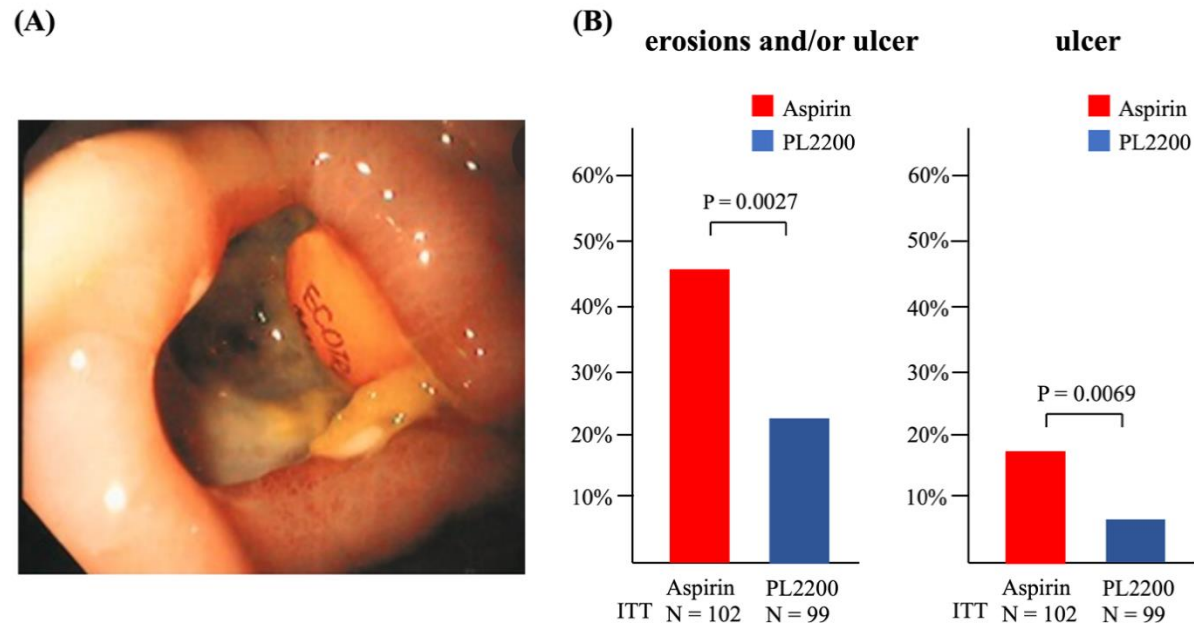 (A)
(B)
erosions and/or ulcer
Aspirin
PL2200
60%
50%
40%
30%
20%
10%
P = 0.0027
Aspirin PL2200
ITT N = 102 N = 99
ulcer
Aspirin
PL2200
60%
50%
40%
30%
20%
10%
P = 0.0069
Aspirin PL2200
ITT N = 102 N = 99